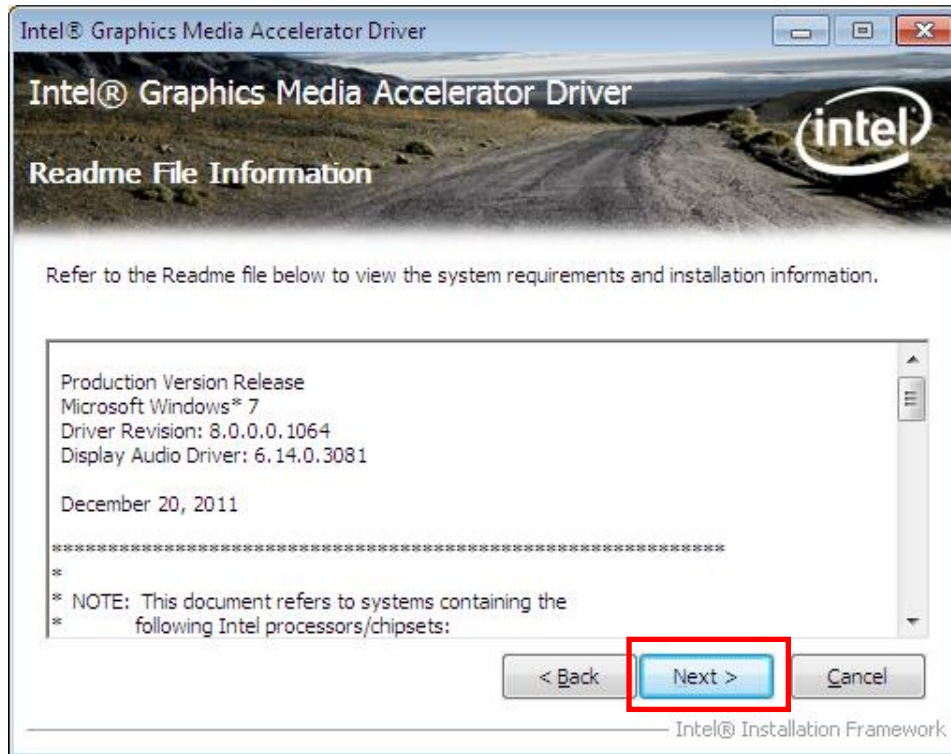 Intel® Graphics Media Accelerator Driver
Intel® Graphics Media Accelerator Driver
intel
Readme File Information
Refer to the Readme file below to view the system requirements and installation information.
Production Version Release
Microsoft Windows* 7
Driver Revision: 8.0.0.0.1064
Display Audio Driver: 6.14.0.3081
December 20, 2011
************************************************************
*
* NOTE: This document refers to systems containing the
* following Intel processors/chipsets:
< Back Next > Cancel
Intel® Installation Framework